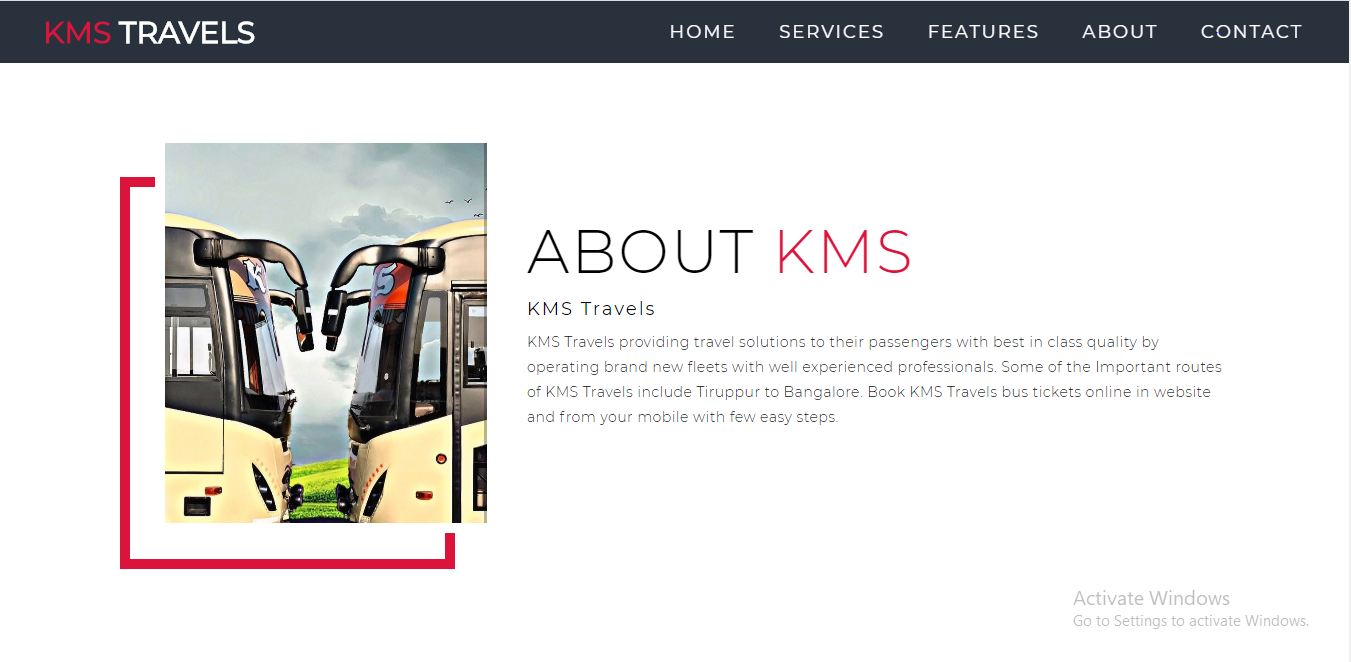 KMS TRAVELS
HOME SERVICES FEATURES ABOUT CONTACT
ABOUT KMS
KMS Travels
KMS Travels providing travel solutions to their passengers with best in class quality by
operating brand new fleets with well experienced professionals. Some of the Important routes
of KMS Travels include Tiruppur to Bangalore. Book KMS Travels bus tickets online in website
and from your mobile with few easy steps.
Activate Windows
Go to Settings to activate Windows.